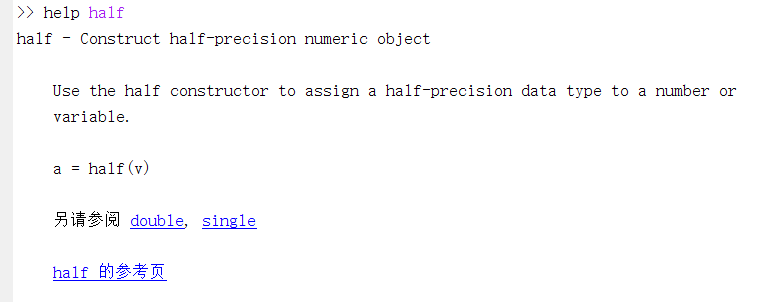 >> help half
half - Construct half-precision numeric object
Use the half constructor to assign a half-precision data type to a number or
variable.
a = half(v)
另请参阅 double, single
half 的参考页